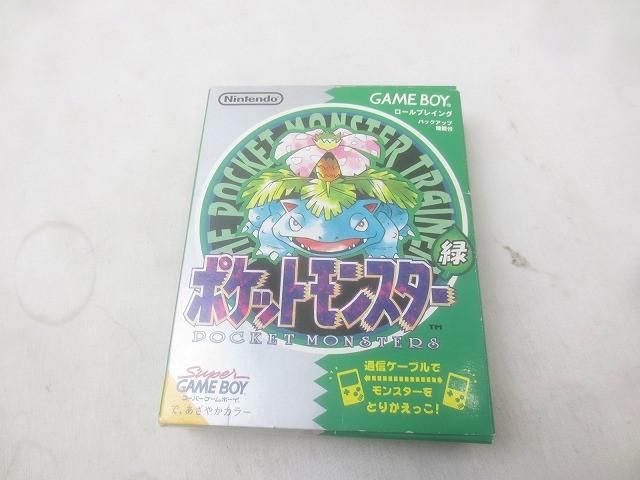 Nintendo
GAME BOY
ロールプレイング
バックアップ
機能付
THE POCKET MONSTER TRAINER
緑
ポケットモンスター
TM
POCKET MONSTERS
Super
GAME BOY
スーパーゲームボーイ
で、あざやかカラー
通信ケーブルで
モンスターを
とりかえっこ!